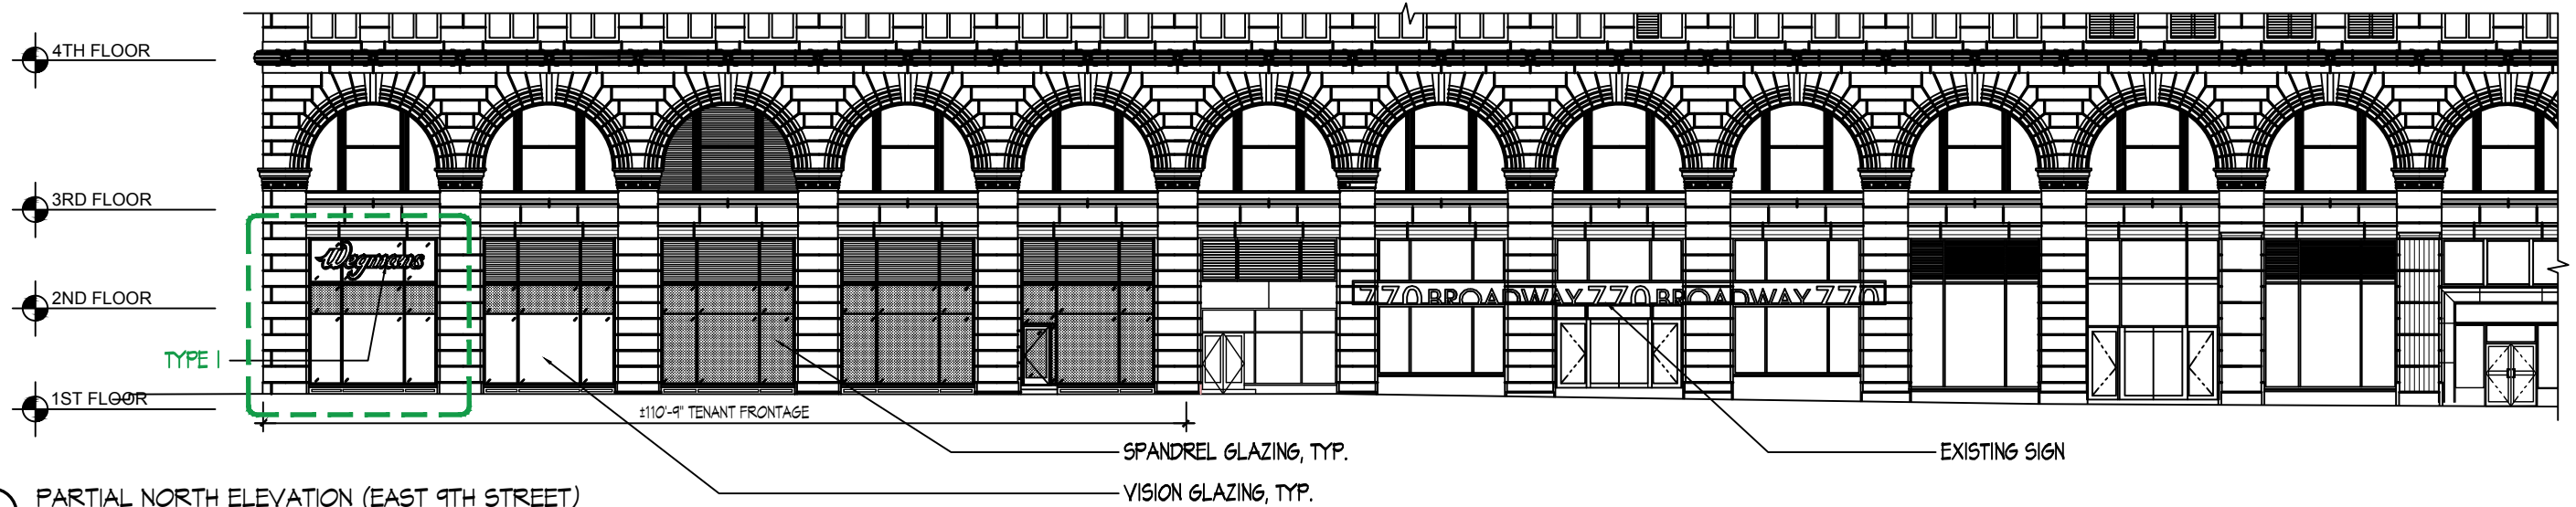 4TH FLOOR
3RD FLOOR
Wegmans
2ND FLOOR
770 BROADWAY 770 BROADWAY 770
TYPE 1
1ST FLOOR
±110'-9" TENANT FRONTAGE
SPANDREL GLAZING, TYP.
EXISTING SIGN
VISION GLAZING, TYP.
PARTIAL NORTH ELEVATION (EAST 9TH STREET)